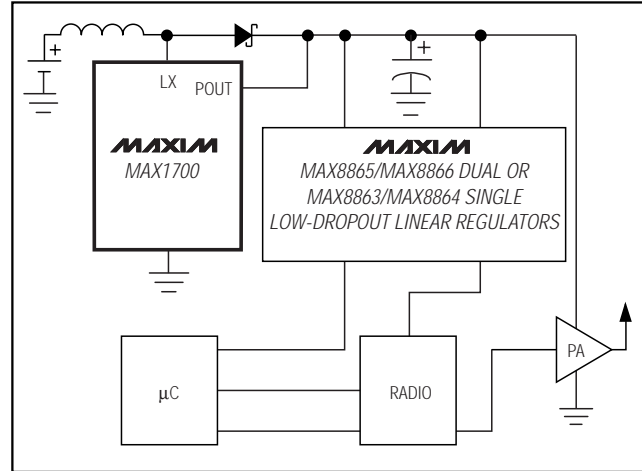 +
+
LX
POUT
MAXIM
MAX1700
MAXIM
MAX8865/MAX8866 DUAL OR
MAX8863/MAX8864 SINGLE
LOW-DROPOUT LINEAR REGULATORS
µC
RADIO
PA